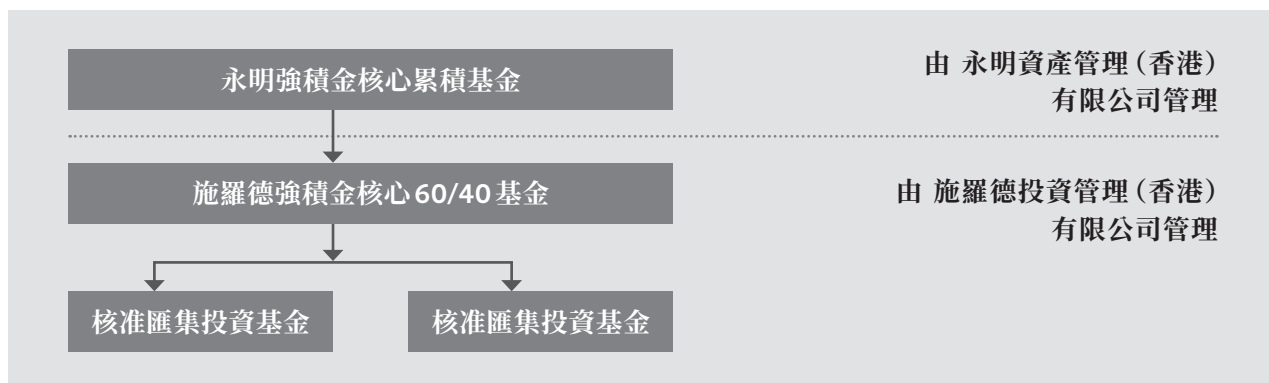 永明強積金核心累積基金
由 永明資產管理（香港）
有限公司管理
施羅德強積金核心60/40基金
由 施羅德投資管理（香港）
有限公司管理
核准匯集投資基金
核准匯集投資基金